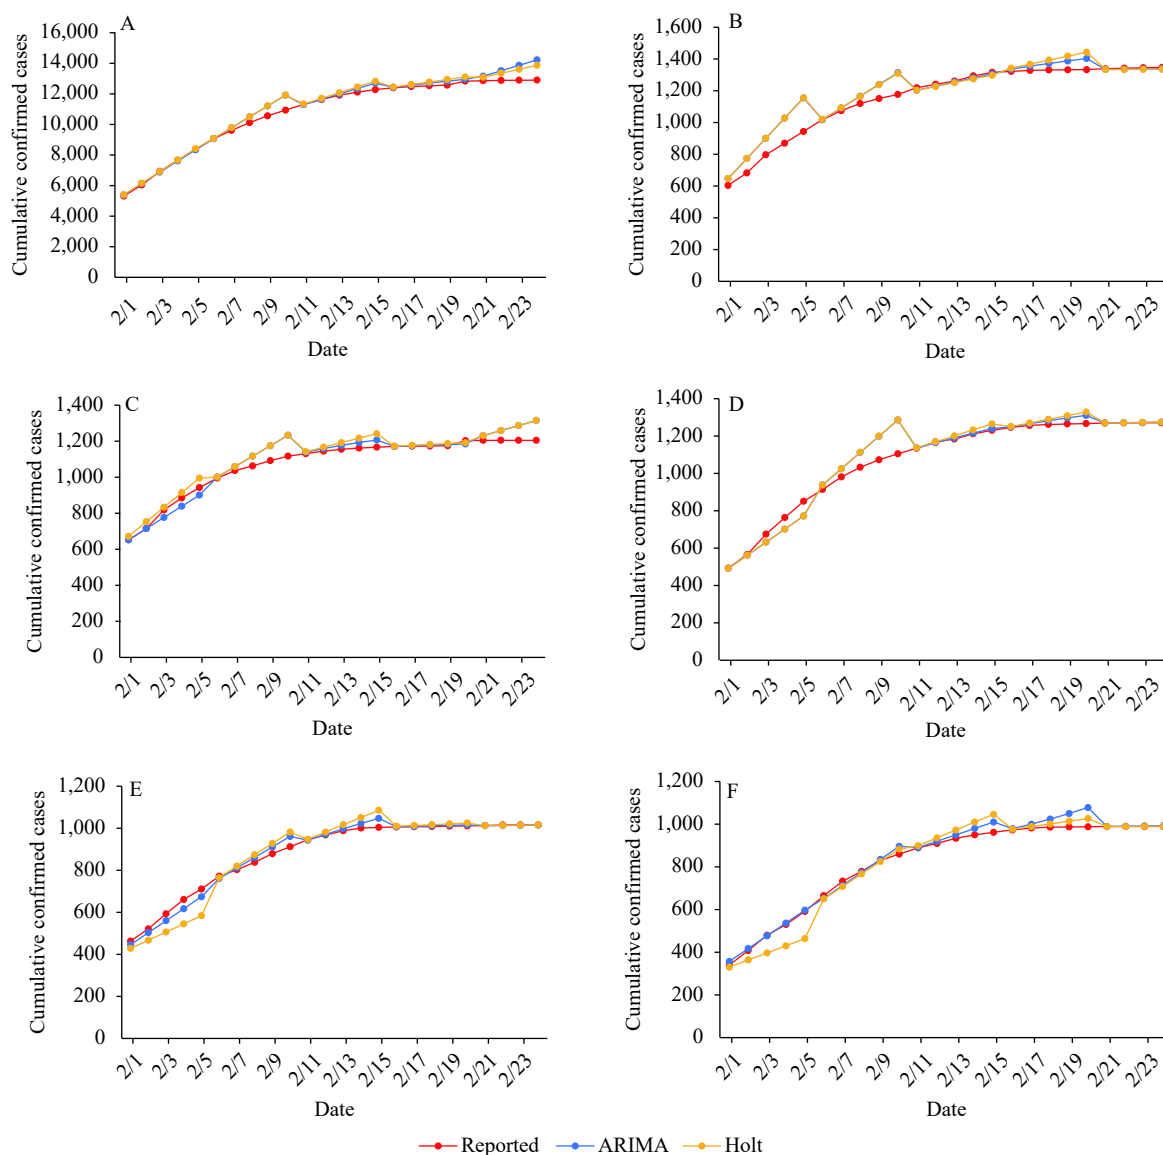 A
16,000
14,000
12,000
10,000
8,000
6,000
4,000
2,000
0
Cumulative confirmed cases
2/1 2/3 2/5 2/7 2/9 2/11 2/13 2/15 2/17 2/19 2/21 2/23
Date
B
1,600
1,400
1,200
1,000
800
600
400
200
0
Cumulative confirmed cases
2/1 2/3 2/5 2/7 2/9 2/11 2/13 2/15 2/17 2/19 2/21 2/23
Date
C
1,400
1,200
1,000
800
600
400
200
0
Cumulative confirmed cases
2/1 2/3 2/5 2/7 2/9 2/11 2/13 2/15 2/17 2/19 2/21 2/23
Date
D
1,400
1,200
1,000
800
600
400
200
0
Cumulative confirmed cases
2/1 2/3 2/5 2/7 2/9 2/11 2/13 2/15 2/17 2/19 2/21 2/23
Date
E
1,200
1,000
800
600
400
200
0
Cumulative confirmed cases
2/1 2/3 2/5 2/7 2/9 2/11 2/13 2/15 2/17 2/19 2/21 2/23
Date
F
1,200
1,000
800
600
400
200
0
Cumulative confirmed cases
2/1 2/3 2/5 2/7 2/9 2/11 2/13 2/15 2/17 2/19 2/21 2/23
Date
Reported ARIMA Holt